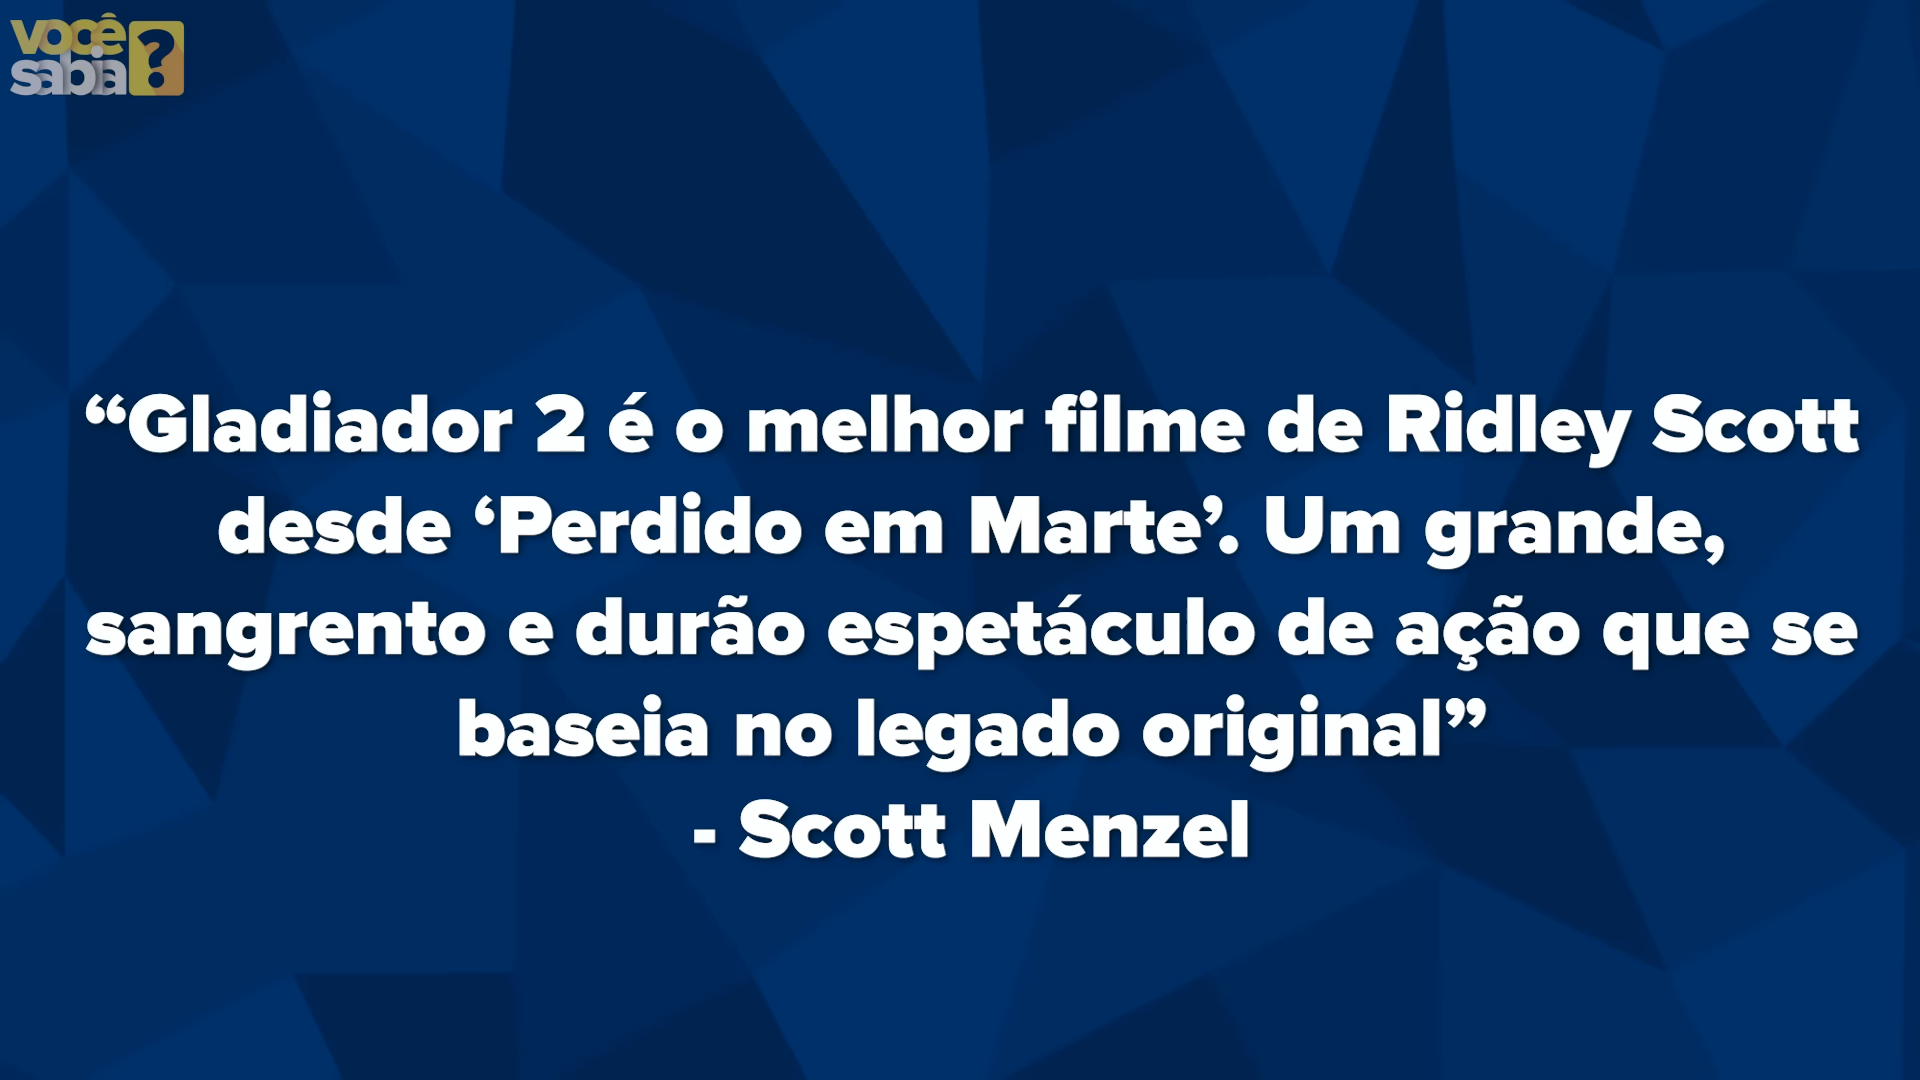 você
sabia?
“Gladiador 2 é o melhor filme de Ridley Scott
desde ‘Perdido em Marte’. Um grande,
sangrento e durão espetáculo de ação que se
baseia no legado original”
- Scott Menzel